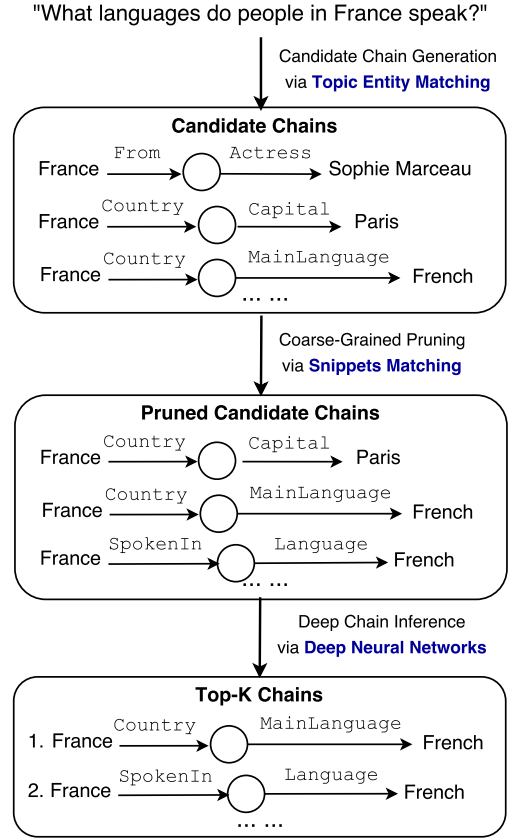 "What languages do people in France speak?"
Candidate Chain Generation
via Topic Entity Matching
Candidate Chains
France From Actress Sophie Marceau
France Country Capital Paris
France Country MainLanguage French
... ...
Coarse-Grained Pruning
via Snippets Matching
Pruned Candidate Chains
France Country Capital Paris
France Country MainLanguage French
France SpokenIn Language French
... ...
Deep Chain Inference
via Deep Neural Networks
Top-K Chains
1. France Country MainLanguage French
2. France SpokenIn Language French
... ...